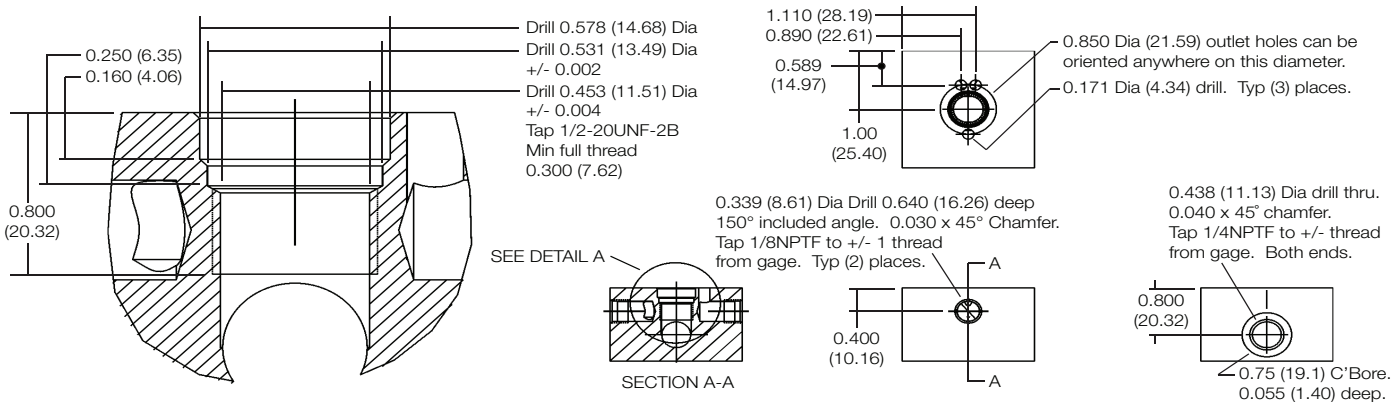 Drill 0.578 (14.68) Dia
Drill 0.531 (13.49) Dia
+/- 0.002
Drill 0.453 (11.51) Dia
+/- 0.004
Tap 1/2-20UNF-2B
Min full thread
0.300 (7.62)
0.250 (6.35)
0.160 (4.06)
0.800
(20.32)
1.110 (28.19)
0.890 (22.61)
0.589
(14.97)
1.00
(25.40)
0.850 Dia (21.59) outlet holes can be
oriented anywhere on this diameter.
0.171 Dia (4.34) drill. Typ (3) places.
SEE DETAIL A
SECTION A-A
0.339 (8.61) Dia Drill 0.640 (16.26) deep
150° included angle. 0.030 x 45° Chamfer.
Tap 1/8NPTF to +/- 1 thread
from gage. Typ (2) places.
A
0.400
(10.16)
A
0.438 (11.13) Dia drill thru.
0.040 x 45° chamfer.
Tap 1/4NPTF to +/- thread
from gage. Both ends.
0.800
(20.32)
0.75 (19.1) C'Bore.
0.055 (1.40) deep.